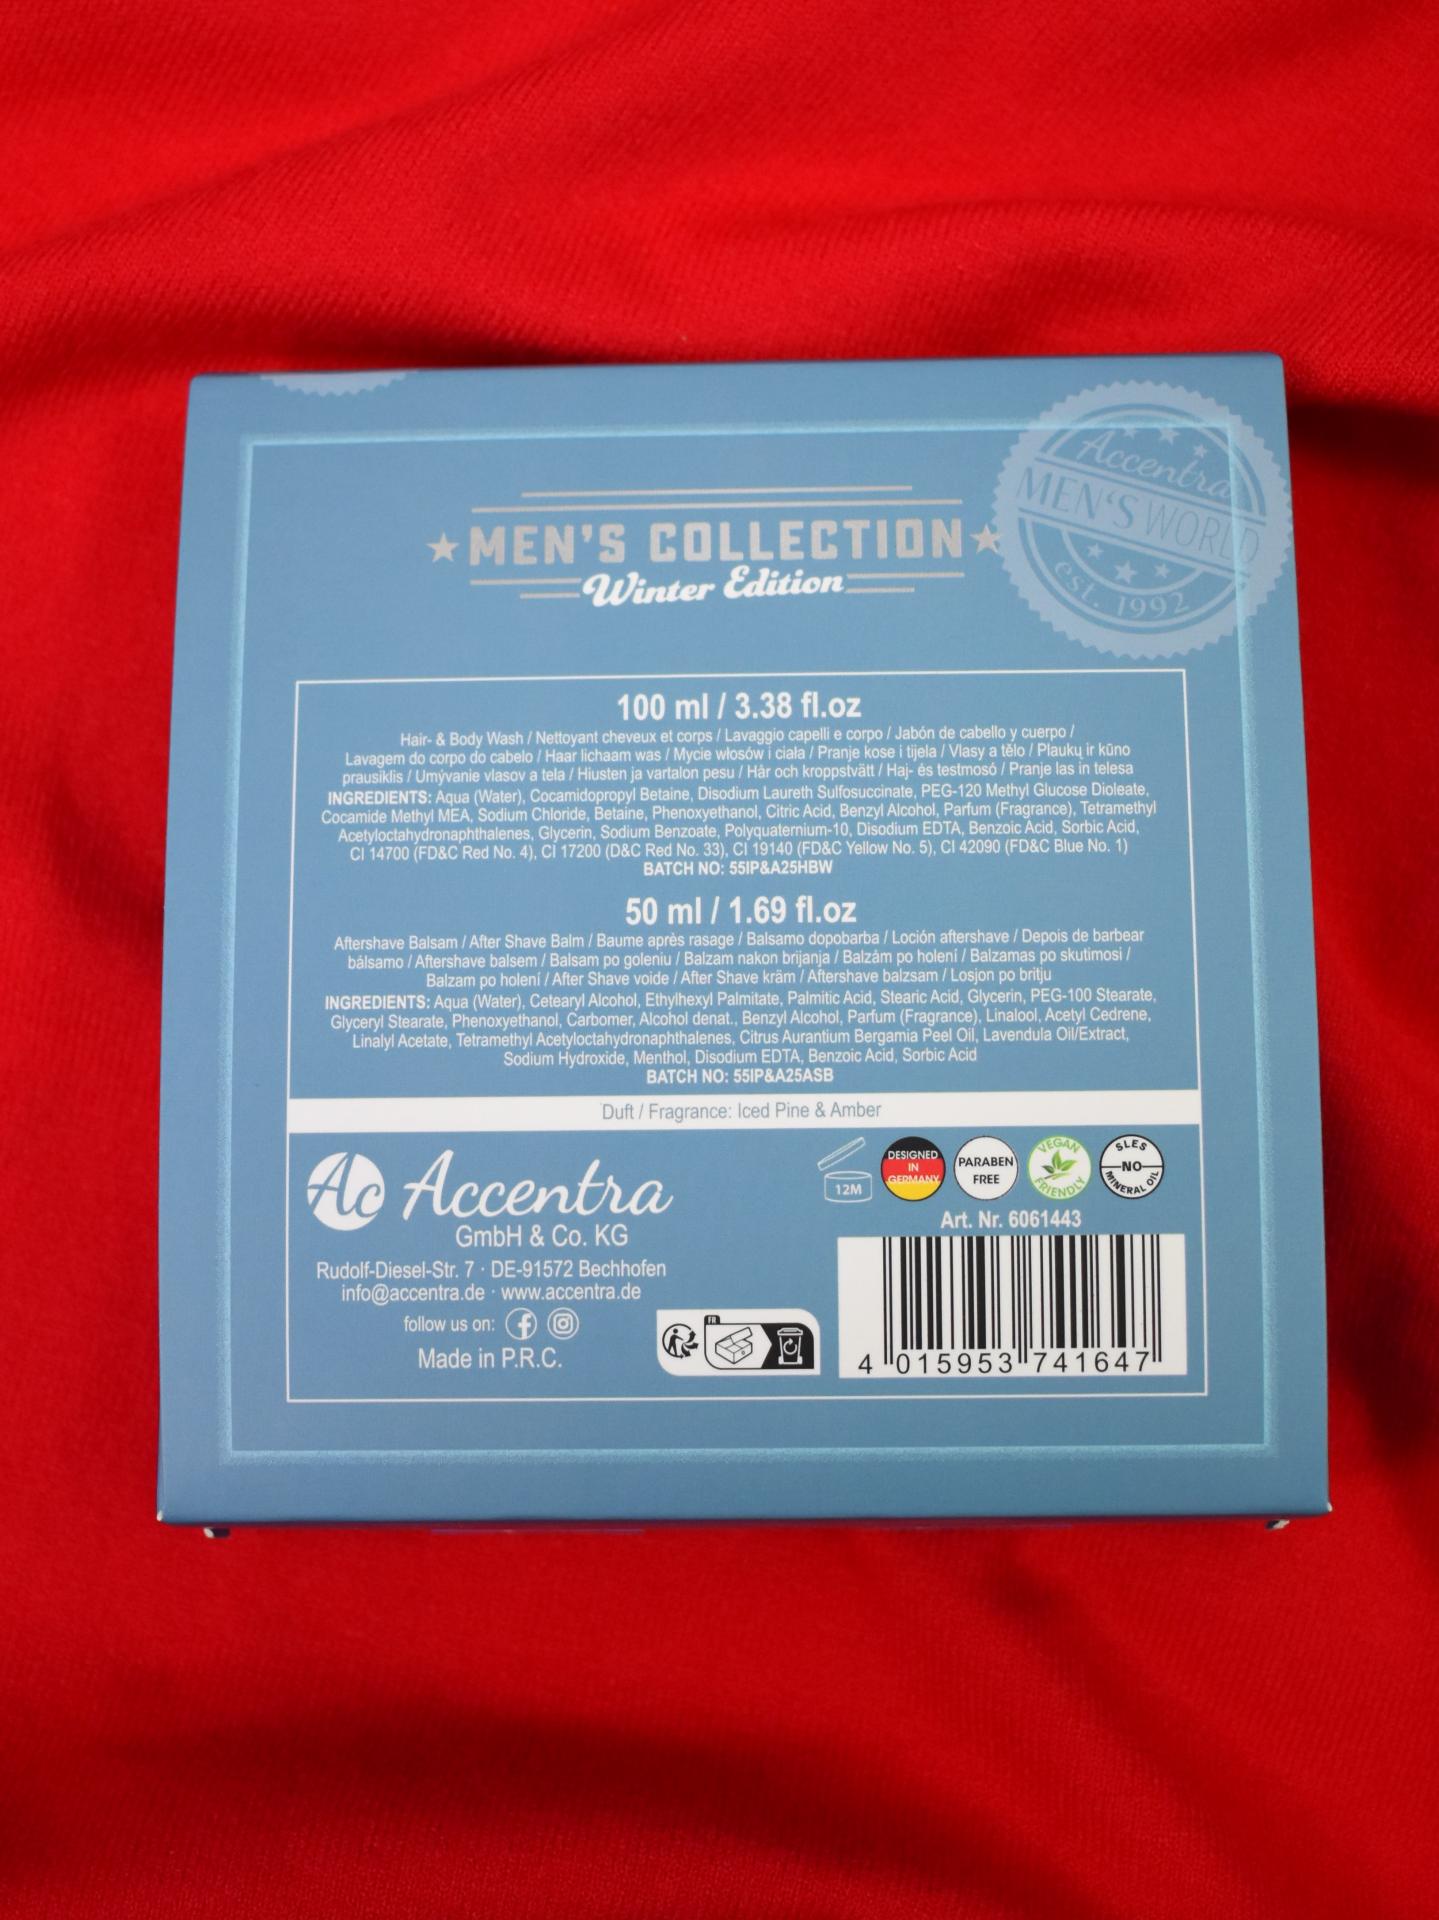 Accentra
MEN'S WORLD
est. 1992
MEN'S COLLECTION
Winter Edition
100 ml / 3.38 fl.oz
Hair- & Body Wash / Nettoyant cheveux et corps / Lavaggio capelli e corpo / Jabón de cabello y cuerpo /
Lavagem do corpo do cabelo / Haar lichaam was / Mycie włosów i ciała / Pranje kose i tijela / Vlasy a tělo / Plaukų ir kūno
prausiklis / Umývanie vlasov a tela / Hiusten ja vartalon pesu / Hår och kroppstvätt / Haj- és testmosó / Pranje las in telesa
INGREDIENTS: Aqua (Water), Cocamidopropyl Betaine, Disodium Laureth Sulfosuccinate, PEG-120 Methyl Glucose Dioleate,
Cocamide Methyl MEA, Sodium Chloride, Betaine, Phenoxyethanol, Citric Acid, Benzyl Alcohol, Parfum (Fragrance), Tetramethyl
Acetyloctahydronaphthalenes, Glycerin, Sodium Benzoate, Polyquaternium-10, Disodium EDTA, Benzoic Acid, Sorbic Acid,
CI 14700 (FD&C Red No. 4), CI 17200 (D&C Red No. 33), CI 19140 (FD&C Yellow No. 5), CI 42090 (FD&C Blue No. 1)
BATCH NO: 55IP&A25HBW
50 ml / 1.69 fl.oz
Aftershave Balsam / After Shave Balm / Baume après rasage / Balsamo dopobarba / Loción aftershave / Depois de barbear
bálsamo / Aftershave balsem / Balsam po goleniu / Balzam nakon brijanja / Balzám po holení / Balzamas po skutimosi /
Balzam po holení / After Shave voide / After Shave kräm / Aftershave balzsam / Losjon po britju
INGREDIENTS: Aqua (Water), Cetearyl Alcohol, Ethylhexyl Palmitate, Palmitic Acid, Stearic Acid, Glycerin, PEG-100 Stearate,
Glyceryl Stearate, Phenoxyethanol, Carbomer, Alcohol denat., Benzyl Alcohol, Parfum (Fragrance), Linalool, Acetyl Cedrene,
Linalyl Acetate, Tetramethyl Acetyloctahydronaphthalenes, Citrus Aurantium Bergamia Peel Oil, Lavendula Oil/Extract,
Sodium Hydroxide, Menthol, Disodium EDTA, Benzoic Acid, Sorbic Acid
BATCH NO: 55IP&A25ASB
Duft / Fragrance: Iced Pine & Amber
Ac Accentra
GmbH & Co. KG
Rudolf-Diesel-Str. 7 · DE-91572 Bechhofen
info@accentra.de · www.accentra.de
follow us on:
Made in P.R.C.
12M
DESIGNED
IN
GERMANY
PARABEN
FREE
VEGAN
FRIENDLY
SLES
NO
MINERAL OIL
Art. Nr. 6061443
FR
4 015953 741647